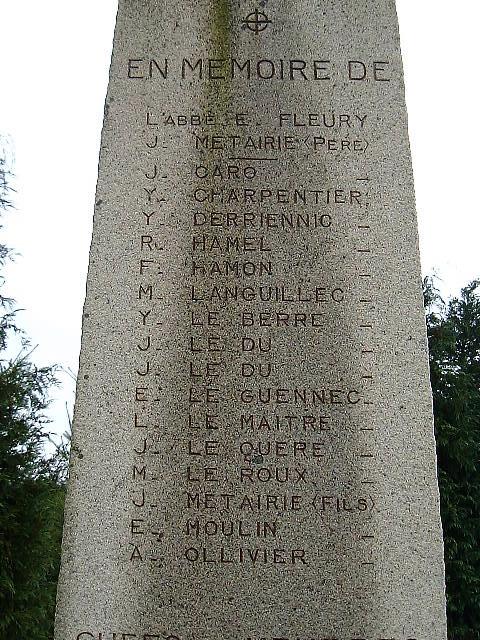 EN MEMOIRE DE
L'ABBÉ E. FLEURY
J. METAIRIE (PÈRE)
J. CARO _
Y. CHARPENTIER _
Y. DERRIENNIC _
R. HAMEL _
F. HAMON _
M. LANGUILLEC _
Y. LE BERRE _
J. LE DU _
J. LE DU _
E. LE GUENNEC _
L. LE MAITRE _
J. LE QUERE _
M. LE ROUX _
J. METAIRIE (FILS)
E. MOULIN _
A. OLLIVIER _